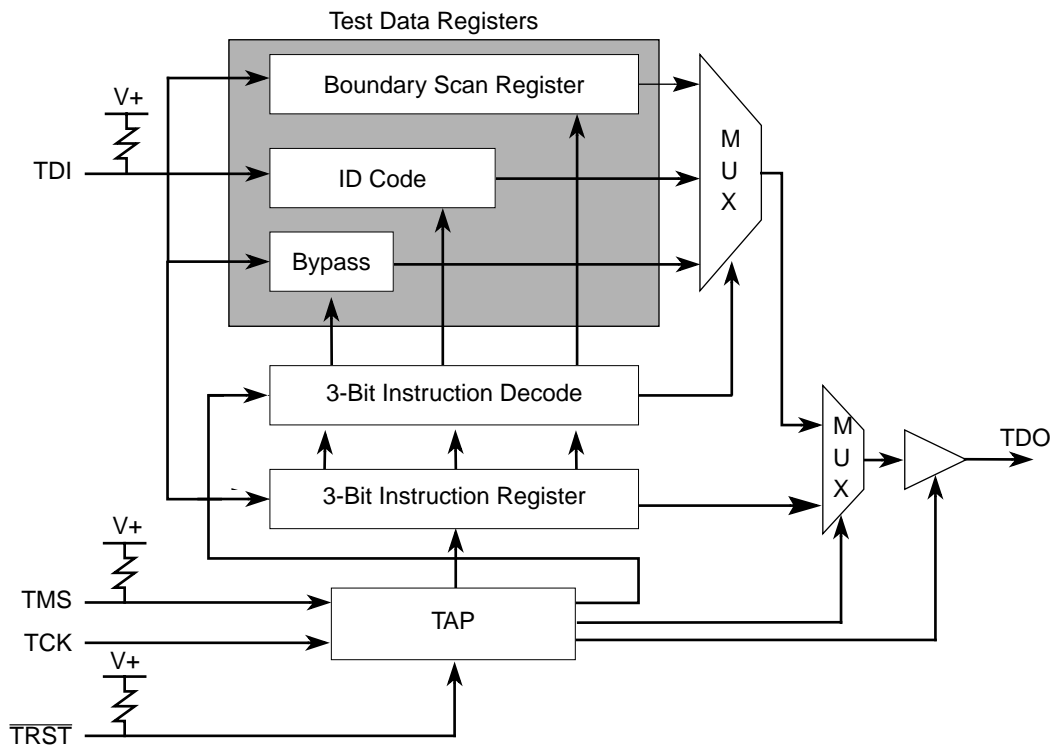 Test Data Registers
Boundary Scan Register
V+
M
U
X
TDI
ID Code
Bypass
3-Bit Instruction Decode
M
U
X
TDO
3-Bit Instruction Register
V+
TMS
TAP
TCK
V+
TRST